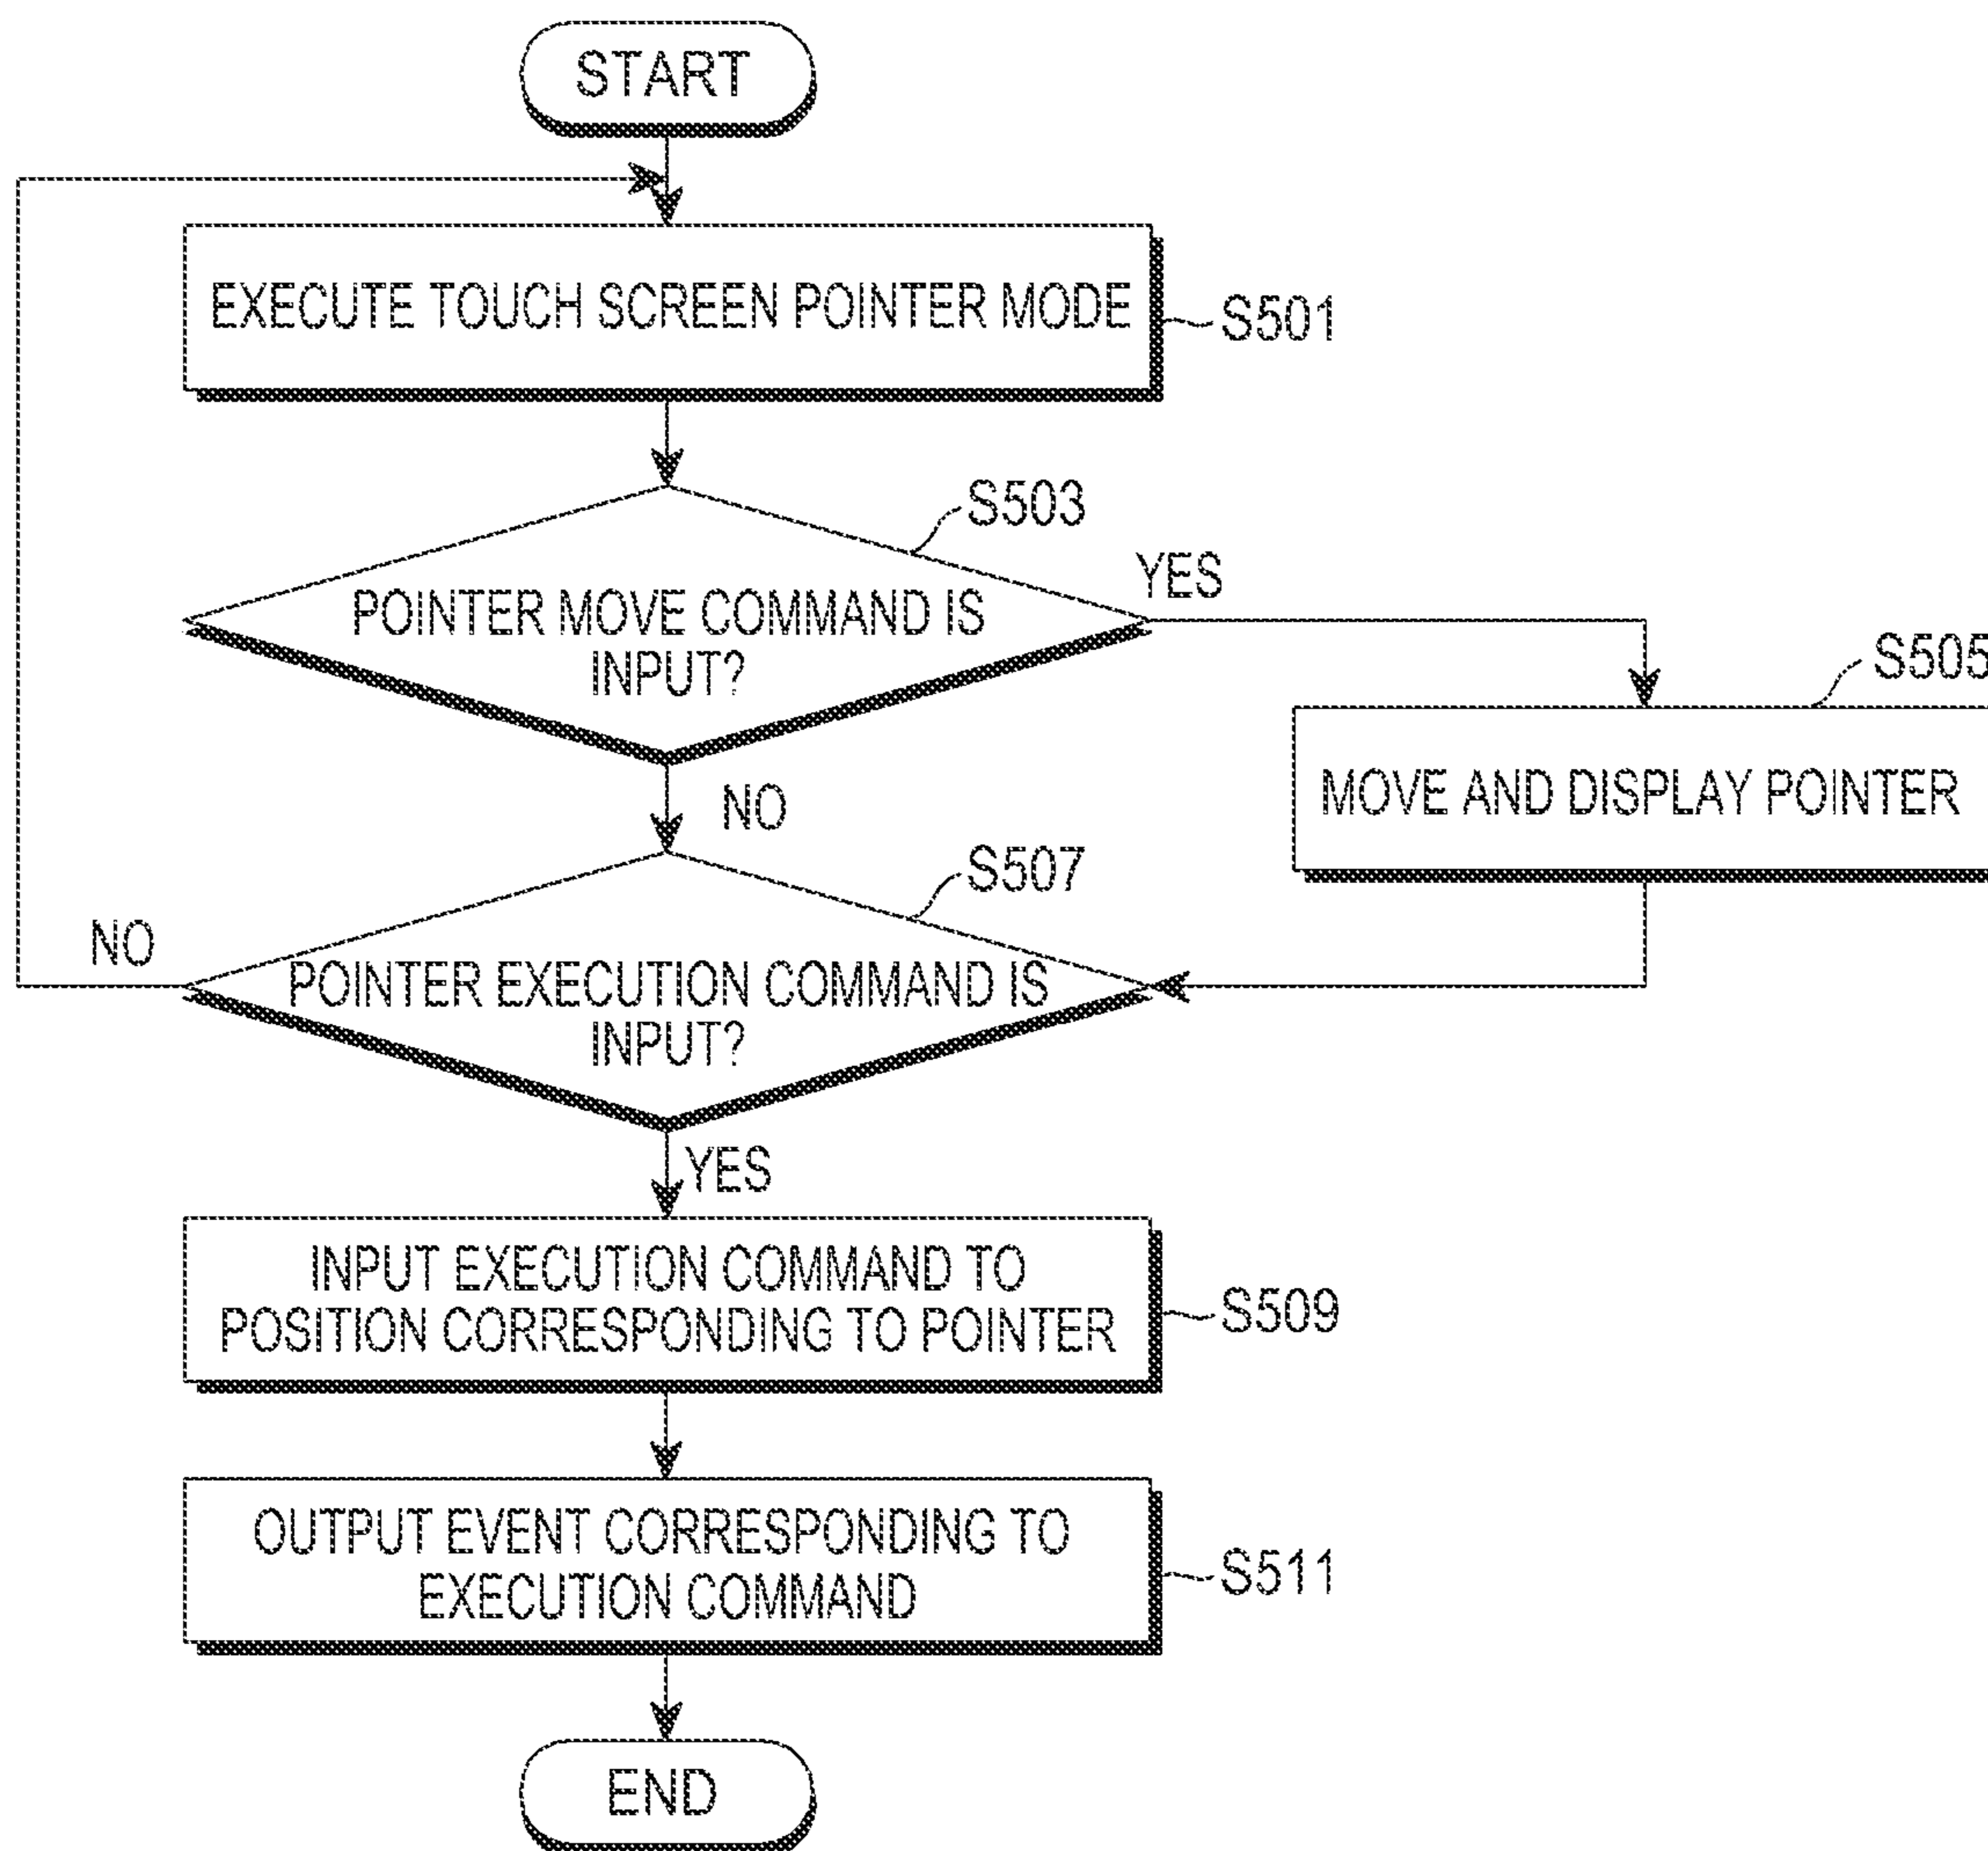 START
EXECUTE TOUCH SCREEN POINTER MODE
S501
S503
POINTER MOVE COMMAND IS
INPUT?
YES
S505
MOVE AND DISPLAY POINTER
NO
S507
NO
POINTER EXECUTION COMMAND IS
INPUT?
YES
INPUT EXECUTION COMMAND TO
POSITION CORRESPONDING TO POINTER
S509
OUTPUT EVENT CORRESPONDING TO
EXECUTION COMMAND
S511
END